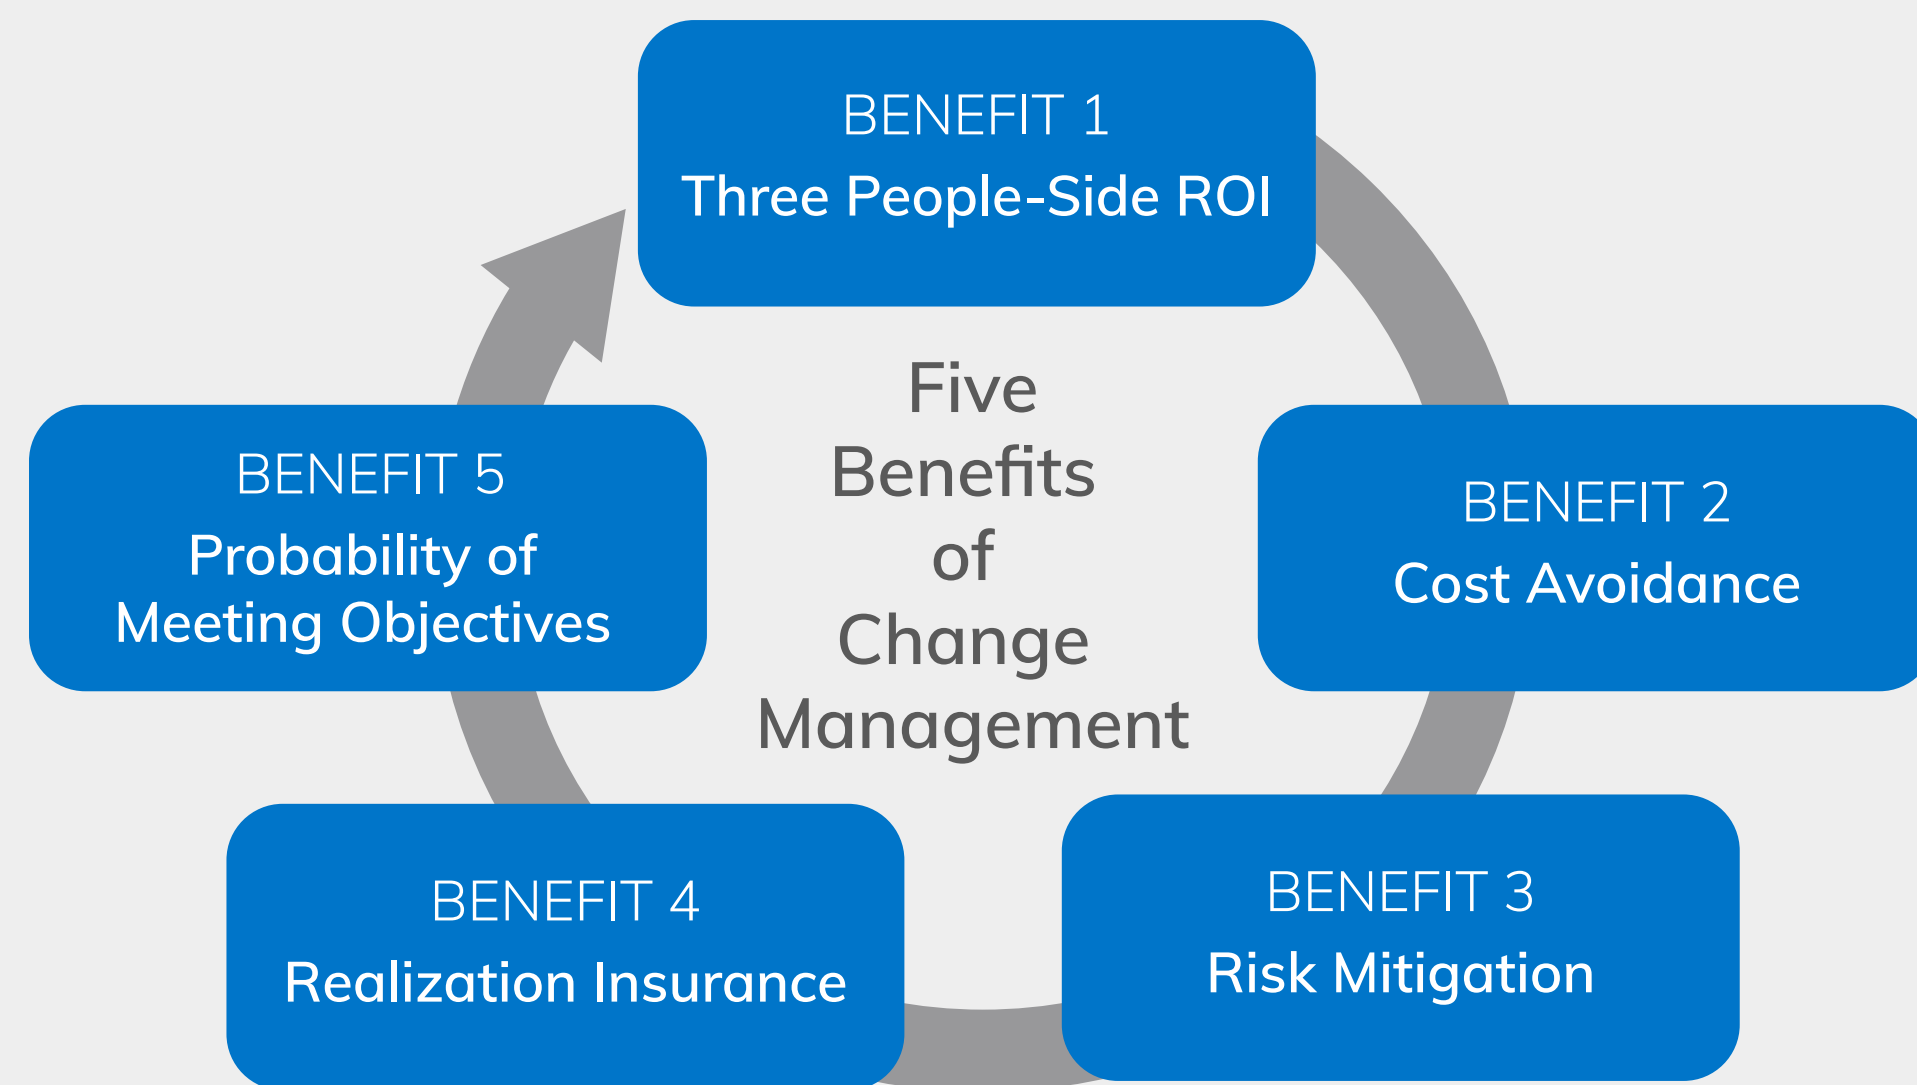 BENEFIT 1
Three People-Side ROI
Five
Benefits
of
Change
Management
BENEFIT 2
Cost Avoidance
BENEFIT 3
Risk Mitigation
BENEFIT 4
Realization Insurance
BENEFIT 5
Probability of
Meeting Objectives